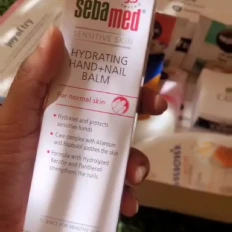 sebamed
SENSITIVE SKIN
HYDRATING
HAND+NAIL
BALM
For normal skin
• Hydrates and protects
sensitive hands
• Care complex with Allantoin
and Bisabolol soothes the skin
• Formula with Hydrolyzed
Keratin and Panthenol
strengthens the nails